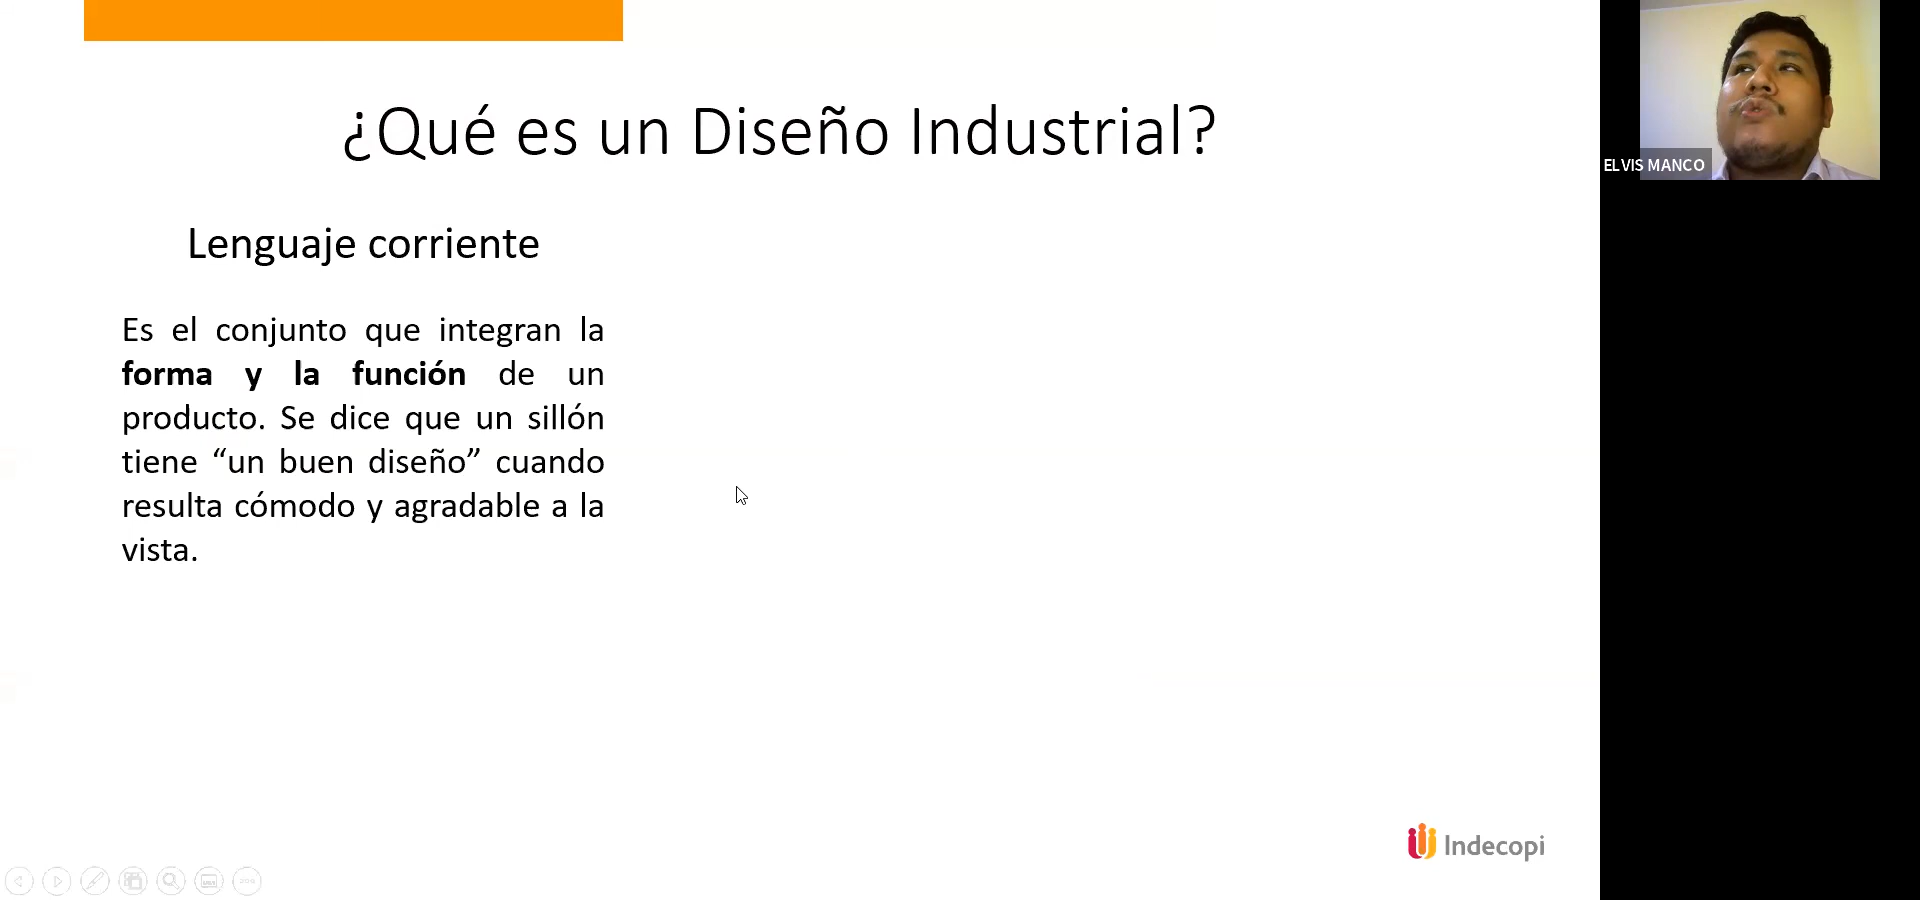 ¿Qué es un Diseño Industrial?
ELVIS MANCO
Lenguaje corriente
Es el conjunto que integran la
forma y la función de un
producto. Se dice que un sillón
tiene “un buen diseño” cuando
resulta cómodo y agradable a la
vista.
Indecopi